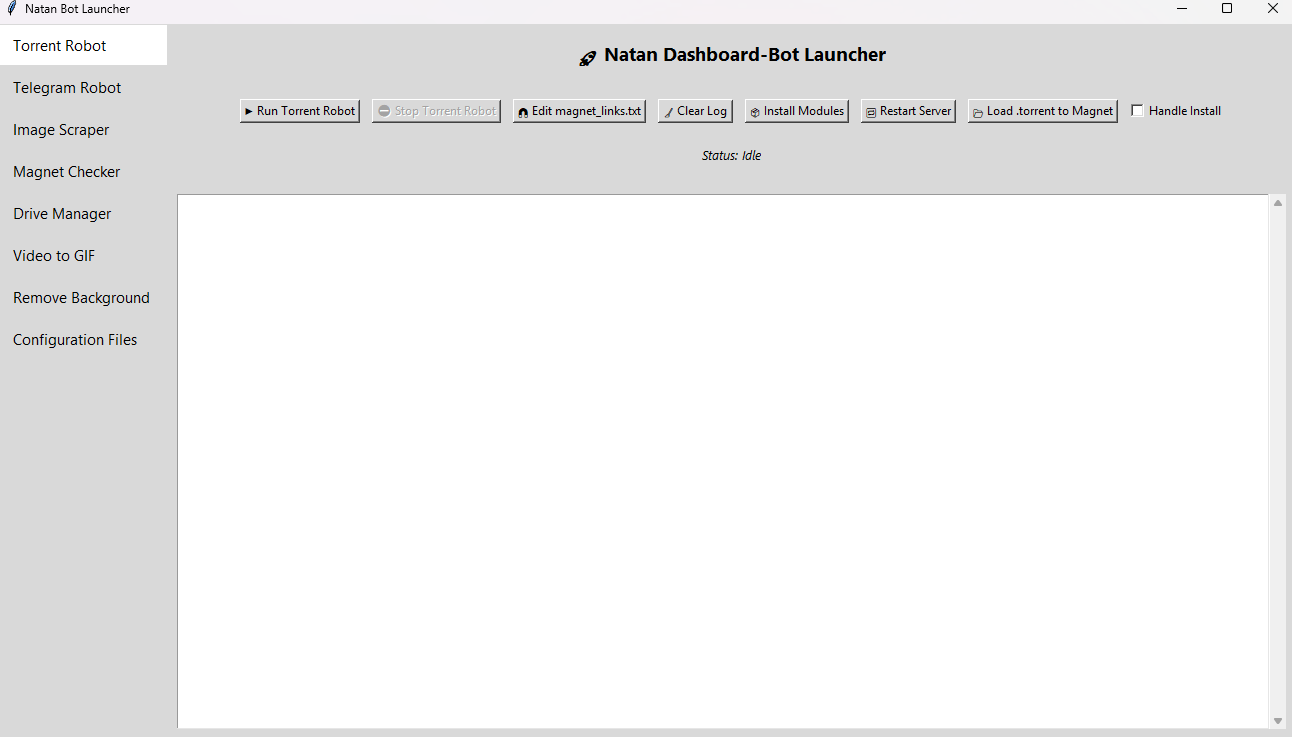 Natan Bot Launcher
Torrent Robot
Telegram Robot
Image Scraper
Magnet Checker
Drive Manager
Video to GIF
Remove Background
Configuration Files
Natan Dashboard-Bot Launcher
Run Torrent Robot Stop Torrent Robot Edit magnet_links.txt Clear Log Install Modules Restart Server Load .torrent to Magnet Handle Install
Status: Idle